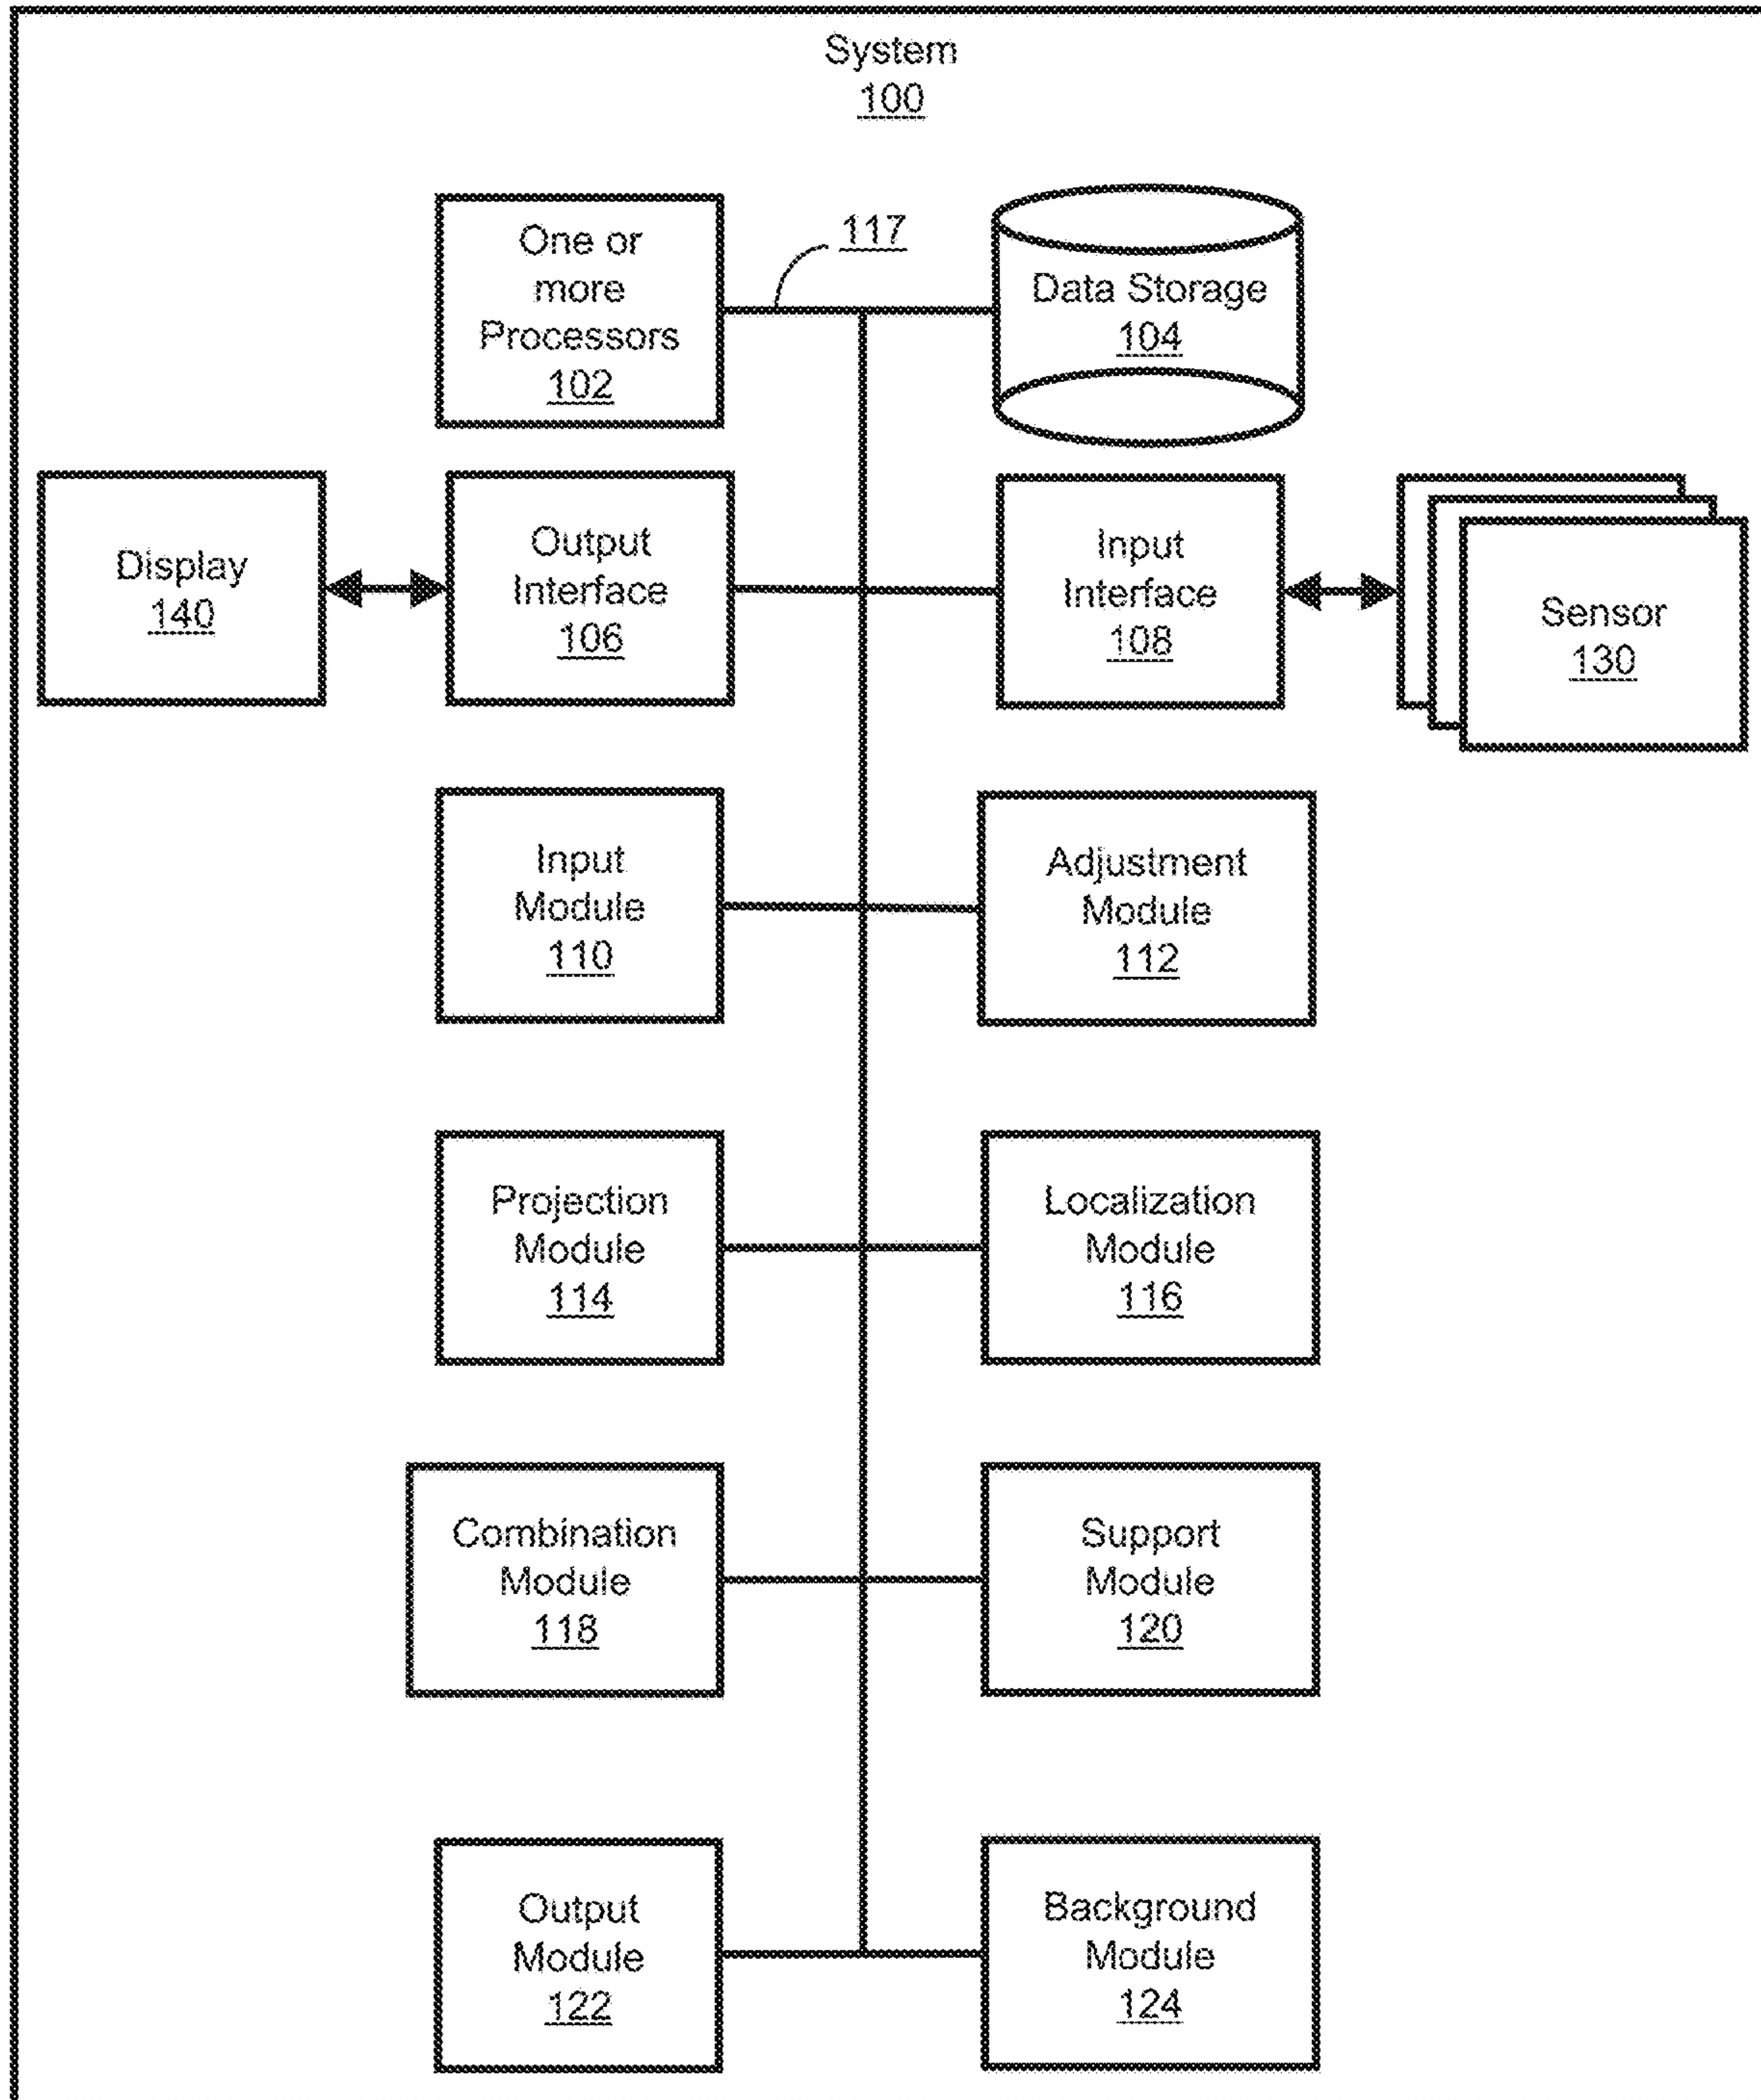 System
100
One or
more
Processors
102
117
Data Storage
104
Display
140
Output
Interface
106
Input
Interface
108
Sensor
130
Input
Module
110
Adjustment
Module
112
Projection
Module
114
Localization
Module
116
Combination
Module
118
Support
Module
120
Output
Module
122
Background
Module
124